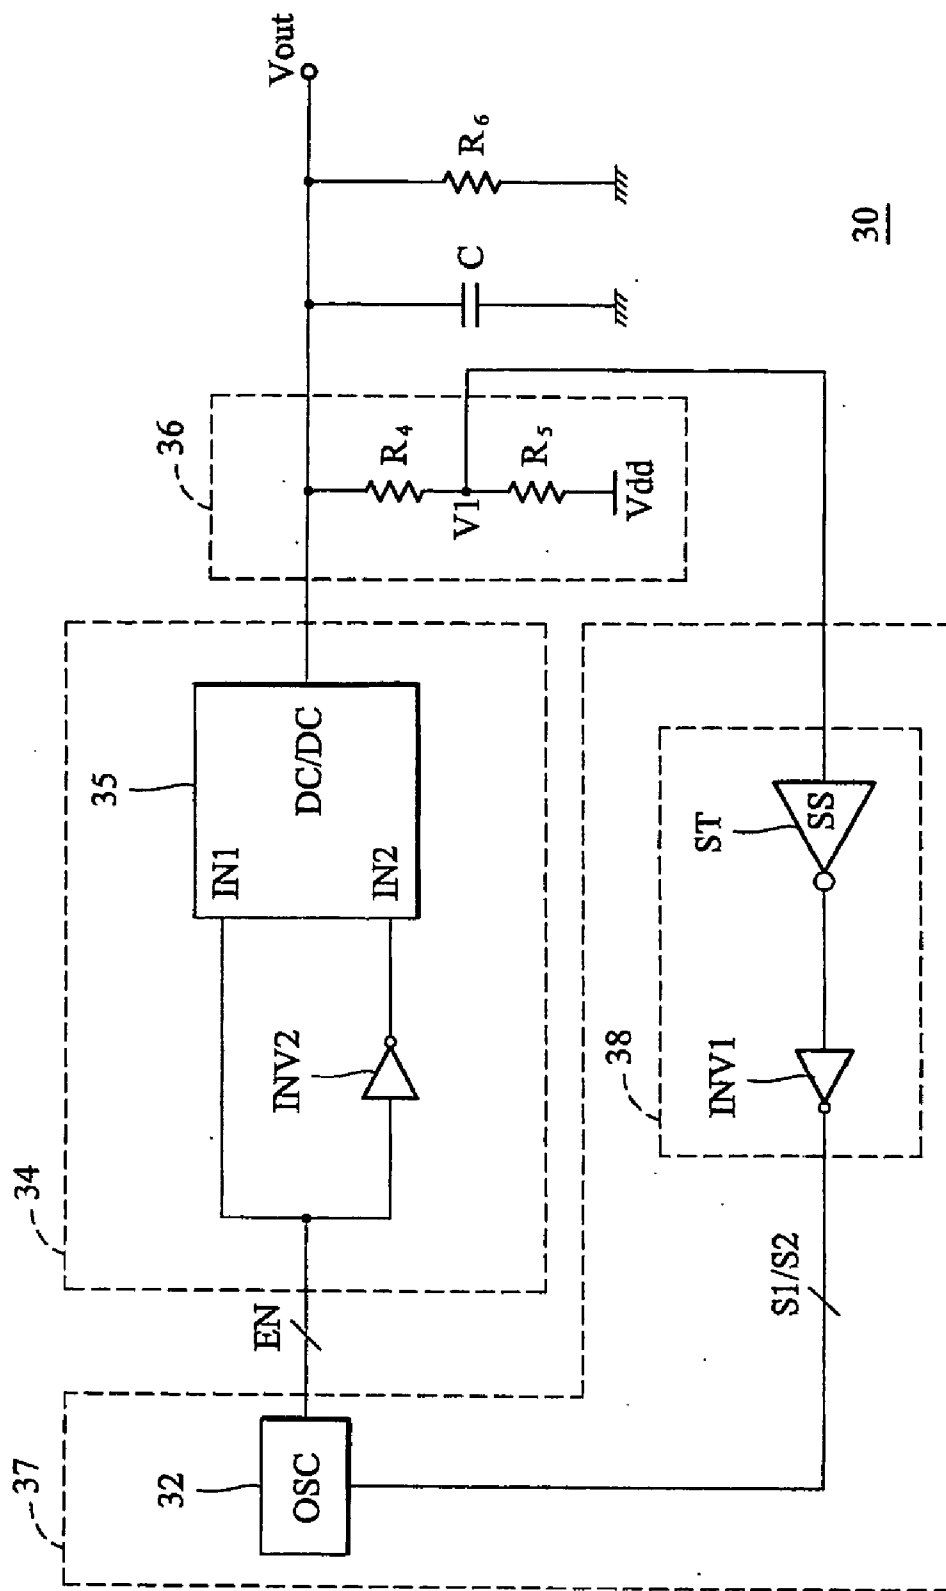 37
32
OSC
EN
34
INV2
IN1
IN2
DC/DC
35
36
R4
V1
R5
Vdd
C
R6
Vout
S1/S2
38
INV1
ST
SS
30